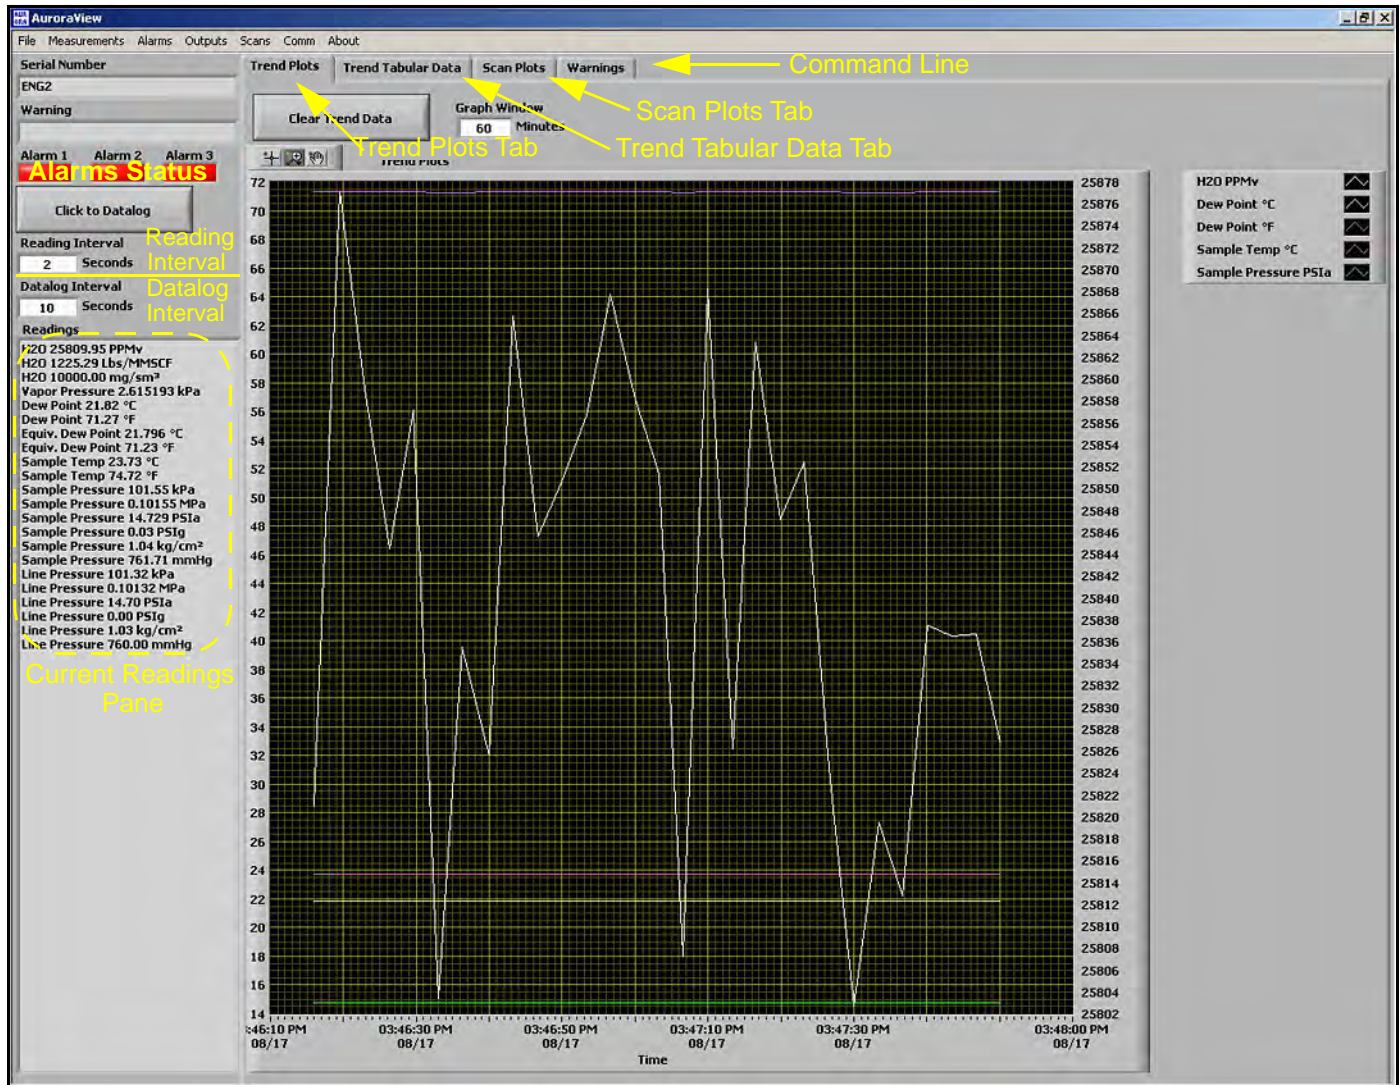 AuroraView
File Measurements Alarms Outputs Scans Comm About
Serial Number
ENG2
Warning
Alarm 1 Alarm 2 Alarm 3
Alarms Status
Click to Datalog
Reading Interval
2 Seconds
Reading
Interval
Datalog Interval
10 Seconds
Datalog
Interval
Readings
H2O 25809.95 PPMv
H2O 1225.29 Lbs/MMSCF
H2O 10000.00 mg/sm³
Vapor Pressure 2.615193 kPa
Dew Point 21.82 °C
Dew Point 71.27 °F
Equiv. Dew Point 21.796 °C
Equiv. Dew Point 71.23 °F
Sample Temp 23.73 °C
Sample Temp 74.72 °F
Sample Pressure 101.55 kPa
Sample Pressure 0.10155 MPa
Sample Pressure 14.729 PSIa
Sample Pressure 0.03 PSIg
Sample Pressure 1.04 kg/cm²
Sample Pressure 761.71 mmHg
Line Pressure 101.32 kPa
Line Pressure 0.10132 MPa
Line Pressure 14.70 PSIa
Line Pressure 0.00 PSIg
Line Pressure 1.03 kg/cm²
Line Pressure 760.00 mmHg
Current Readings
Pane
Trend Plots Trend Tabular Data Scan Plots Warnings
Command Line
Clear Trend Data
Graph Window
60 Minutes
Scan Plots Tab
Trend Plots Tab
Trend Tabular Data Tab
Trend Plots
72
70
68
66
64
62
60
58
56
54
52
50
48
46
44
42
40
38
36
34
32
30
28
26
24
22
20
18
16
14
25878
25876
25874
25872
25870
25868
25866
25864
25862
25860
25858
25856
25854
25852
25850
25848
25846
25844
25842
25840
25838
25836
25834
25832
25830
25828
25826
25824
25822
25820
25818
25816
25814
25812
25810
25808
25806
25804
25802
:46:10 PM 03:46:30 PM 03:46:50 PM 03:47:10 PM 03:47:30 PM 03:48:00 PM
08/17 08/17 08/17 08/17 08/17 08/17
Time
H2O PPMv
Dew Point °C
Dew Point °F
Sample Temp °C
Sample Pressure PSIa